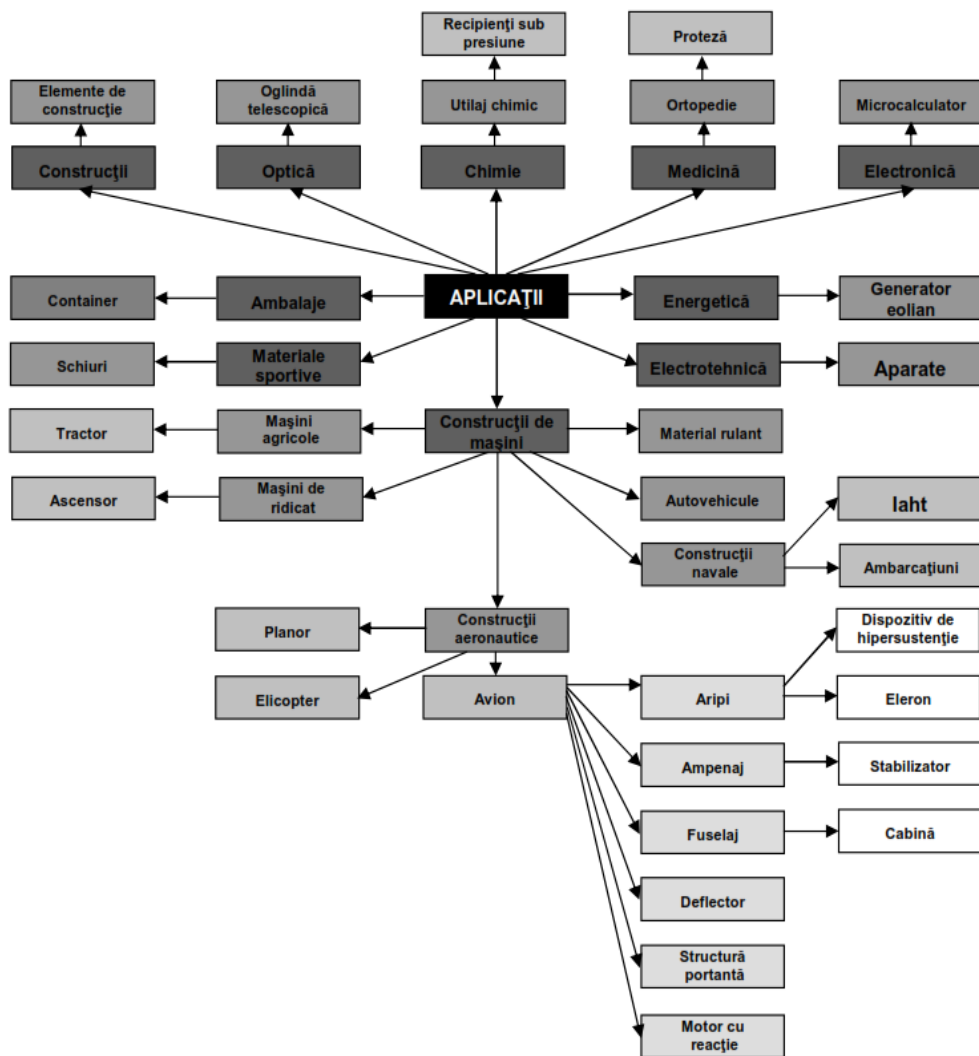 Recipienţi sub
presiune
Proteză
Elemente de
construcţie
Oglindă
telescopică
Utilaj chimic
Ortopedie
Microcalculator
Construcţii
Optică
Chimie
Medicină
Electronică
Container
Ambalaje
APLICAŢII
Energetică
Generator
eolian
Schiuri
Materiale
sportive
Electrotehnică
Aparate
Tractor
Maşini
agricole
Construcţii de
maşini
Material rulant
Ascensor
Maşini de
ridicat
Autovehicule
Iaht
Construcţii
navale
Ambarcaţiuni
Planor
Construcţii
aeronautice
Dispozitiv de
hipersustenţie
Elicopter
Avion
Aripi
Eleron
Ampenaj
Stabilizator
Fuselaj
Cabină
Deflector
Structură
portantă
Motor cu
reacţie